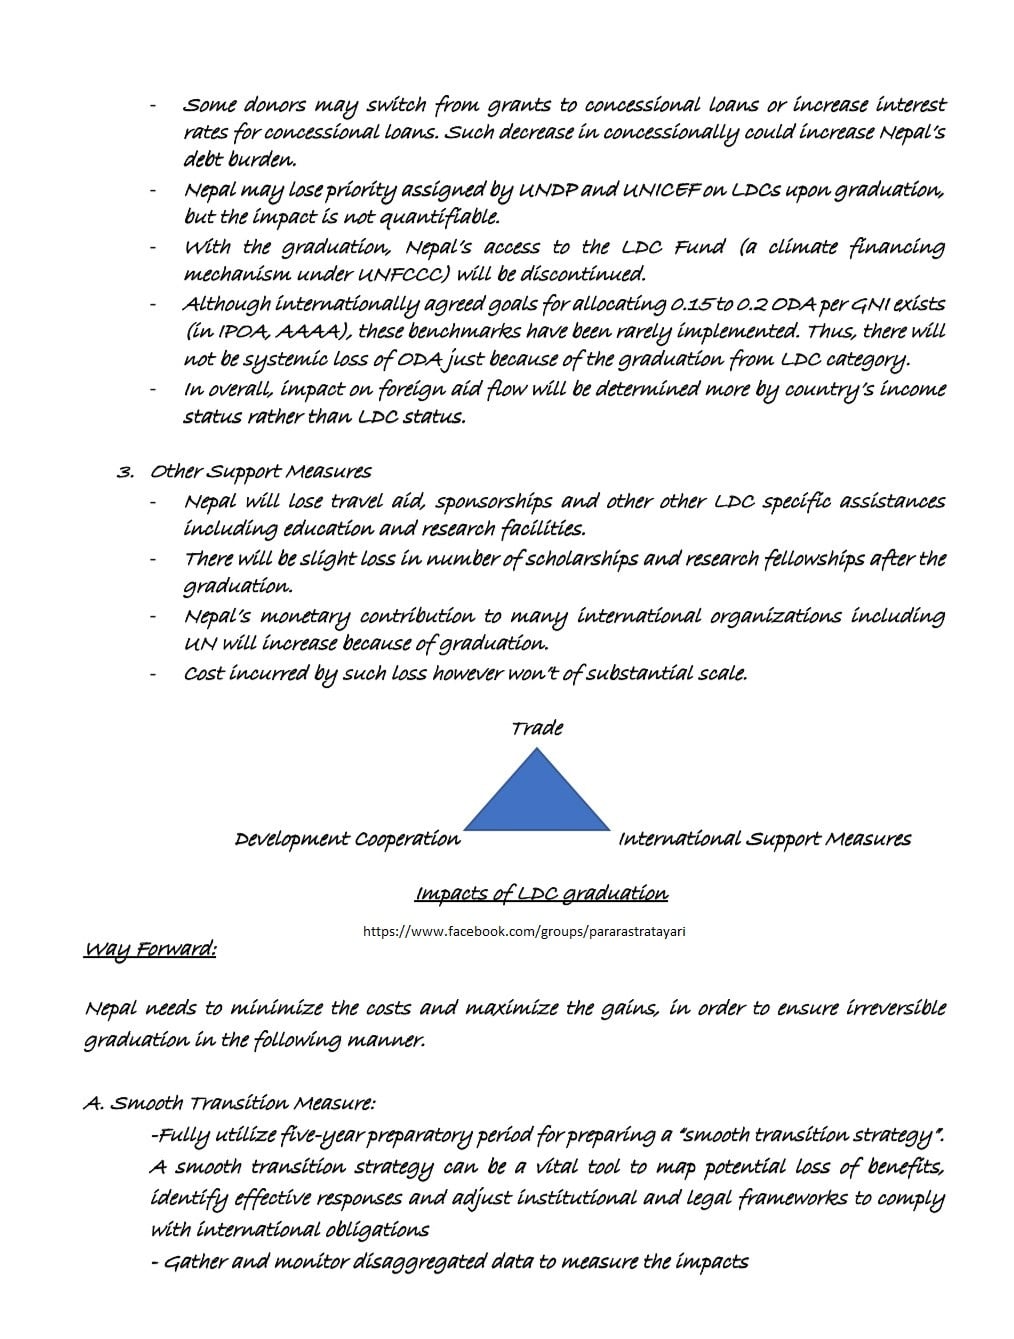 - Some donors may switch from grants to concessional loans or increase interest
rates for concessional loans. Such decrease in concessionally could increase Nepal's
debt burden.
- Nepal may lose priority assigned by UNDP and UNICEF on LDCs upon graduation,
but the impact is not quantifiable.
- With the graduation, Nepal's access to the LDC Fund (a climate financing
mechanism under UNFCCC) will be discontinued.
- Although internationally agreed goals for allocating 0.15 to 0.2 ODA per GNI exists
(in IPOA, AAAA), these benchmarks have been rarely implemented. Thus, there will
not be systemic loss of ODA just because of the graduation from LDC category.
- In overall, impact on foreign aid flow will be determined more by country's income
status rather than LDC status.
3. Other Support Measures
- Nepal will lose travel aid, sponsorships and other other LDC specific assistances
including education and research facilities.
- There will be slight loss in number of scholarships and research fellowships after the
graduation.
- Nepal's monetary contribution to many international organizations including
UN will increase because of graduation.
- Cost incurred by such loss however won't of substantial scale.
Trade
Development Cooperation
International Support Measures
Impacts of LDC graduation
https://www.facebook.com/groups/pararastratayari
Way Forward:
Nepal needs to minimize the costs and maximize the gains, in order to ensure irreversible
graduation in the following manner.
A. Smooth Transition Measure:
-Fully utilize five-year preparatory period for preparing a "smooth transition strategy".
A smooth transition strategy can be a vital tool to map potential loss of benefits,
identify effective responses and adjust institutional and legal frameworks to comply
with international obligations
- Gather and monitor disaggregated data to measure the impacts